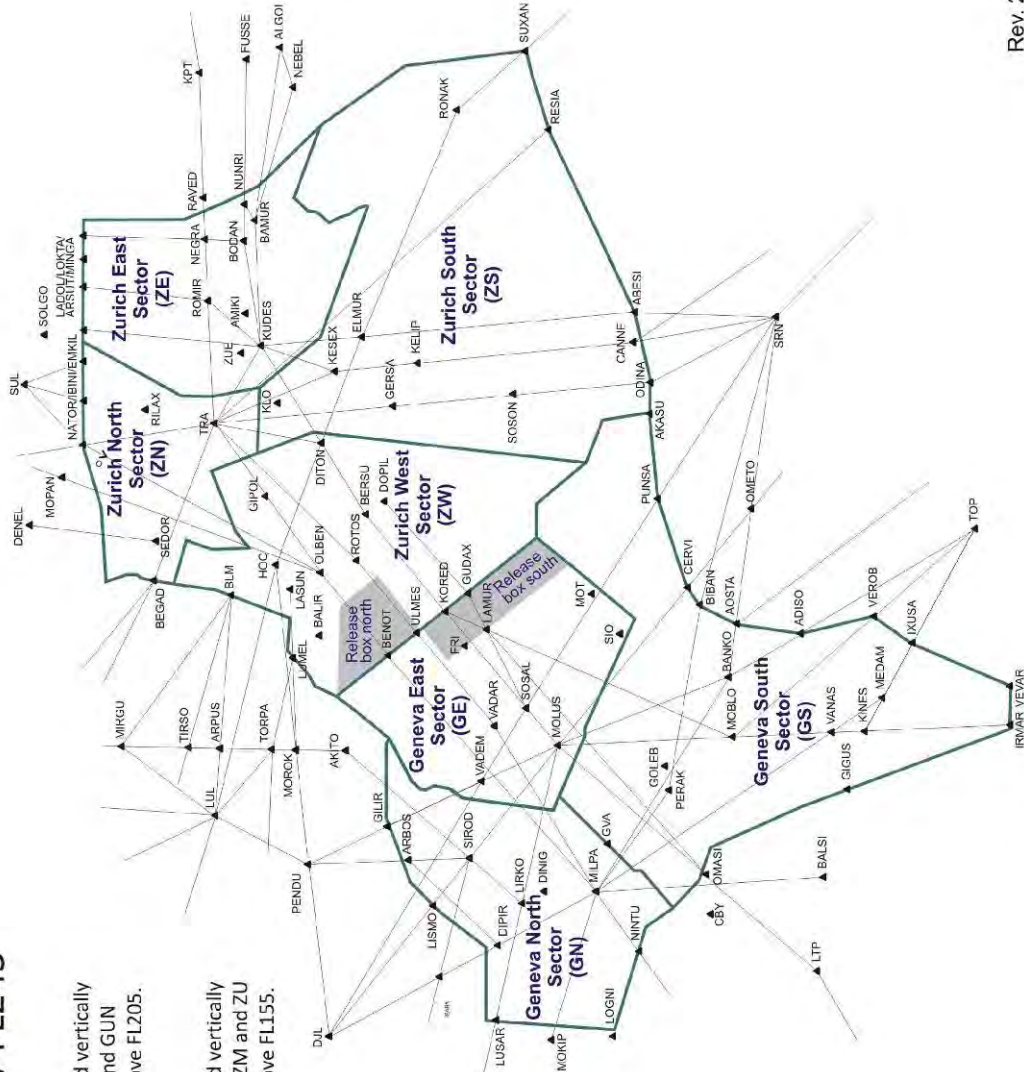 Rev. 2
d vertically
nd GUN
ve FL205.
d vertically
ZM and ZU
ve FL155.
SUL
SOLGO
DENEL
MOPAN
NATOR/IBINI/EMKIL
LADOL/LOKTA/
ARSUT/MINGA
KPT
FUSSE
NEBEL
Zurich North
Sector
(ZN)
Zurich East
Sector
(ZE)
RILAX
SEDOR
BEGAD
TRA
ROMIR
NEGRA
RAVED
BODAN
NUNRI
BAMUR
AMIKI
ZUE
KUDES
KLO
KESEX
ELMUR
GERSA
KELIP
SOSON
RONAK
SUXAN
RESIA
Zurich South
Sector
(ZS)
MIRGU
TIRSO
ARPUS
TORPA
MOROK
AKITO
LUL
BLM
HOC
LASUN
BALIR
LUMEL
OLBEN
GIPOL
DITON
ROTOS
BERSU
DOPIL
Zurich West
Sector
(ZW)
Release
box north
BENOT
ULMES
KORED
GUDAX
LAMUR
Release
box south
FRI
MOT
SIO
Geneva East
Sector
(GE)
VADAR
VADEM
SOSAL
MOLUS
PENDU
GILIR
ARBOS
SIROD
LISMO
DIPIR
LIRKO
DINIG
MILPA
GVA
DJL
LUSAR
MOKIP
LOGNI
NINTU
Geneva North
Sector
(GN)
CBY
OMASI
LTP
BALSI
GOLEB
PERAK
MOBLO
BANKO
Geneva South
Sector
(GS)
VANAS
KINES
MEDAM
GIGUS
IRMAR
VEVAR
IXUSA
VEROB
ADISO
AOSTA
BIBAN
CERVI
PUNSA
OMETO
TOP
AKASU
ODINA
CANNE
ABESI
SRN